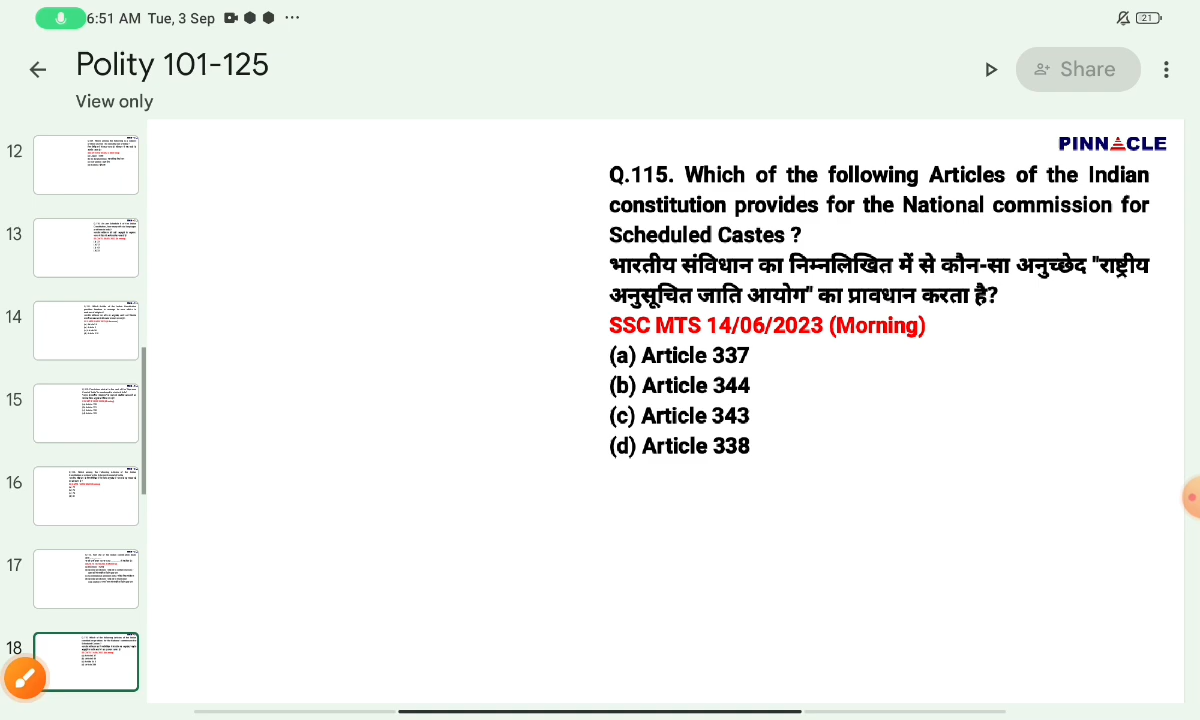 6:51 AM Tue, 3 Sep
21
Polity 101-125
Share
View only
12
13
14
15
16
17
18
PINNACLE
Q.115. Which of the following Articles of the Indian
constitution provides for the National commission for
Scheduled Castes ?
भारतीय संविधान का निम्नलिखित में से कौन-सा अनुच्छेद "राष्ट्रीय
अनुसूचित जाति आयोग" का प्रावधान करता है?
SSC MTS 14/06/2023 (Morning)
(a) Article 337
(b) Article 344
(c) Article 343
(d) Article 338